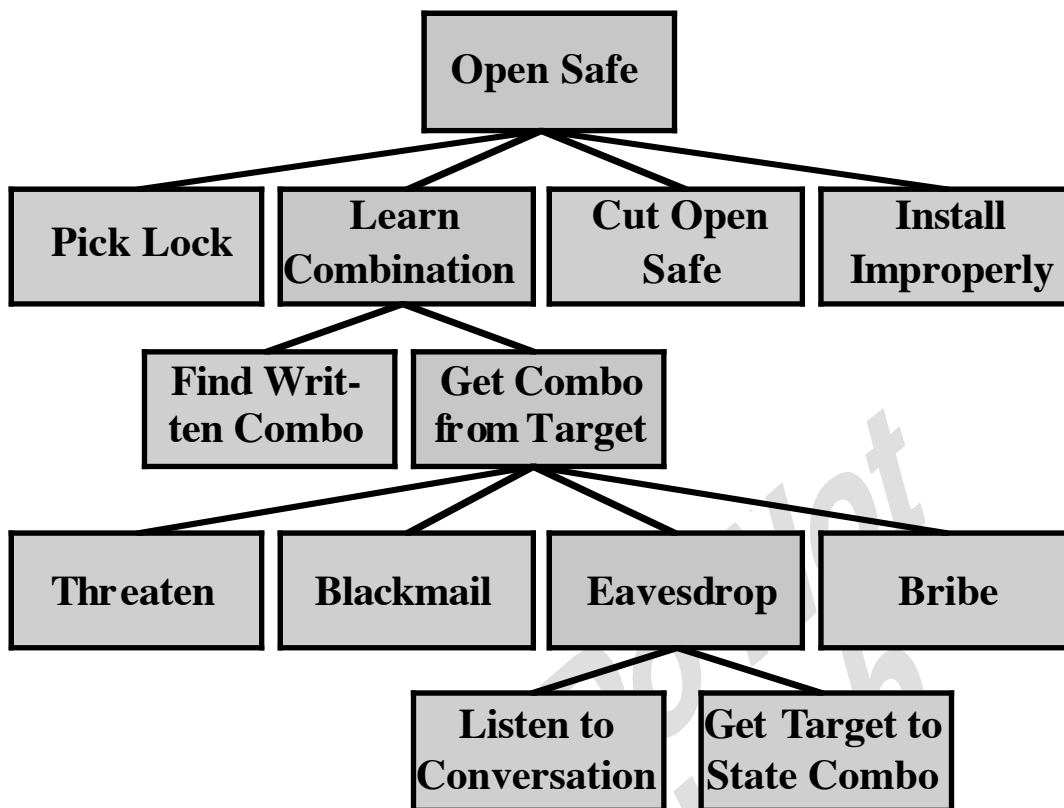 Open Safe
Pick Lock
Learn
Combination
Cut Open
Safe
Install
Improperly
Find Writ-
ten Combo
Get Combo
from Target
Threaten
Blackmail
Eavesdrop
Bribe
Listen to
Conversation
Get Target to
State Combo